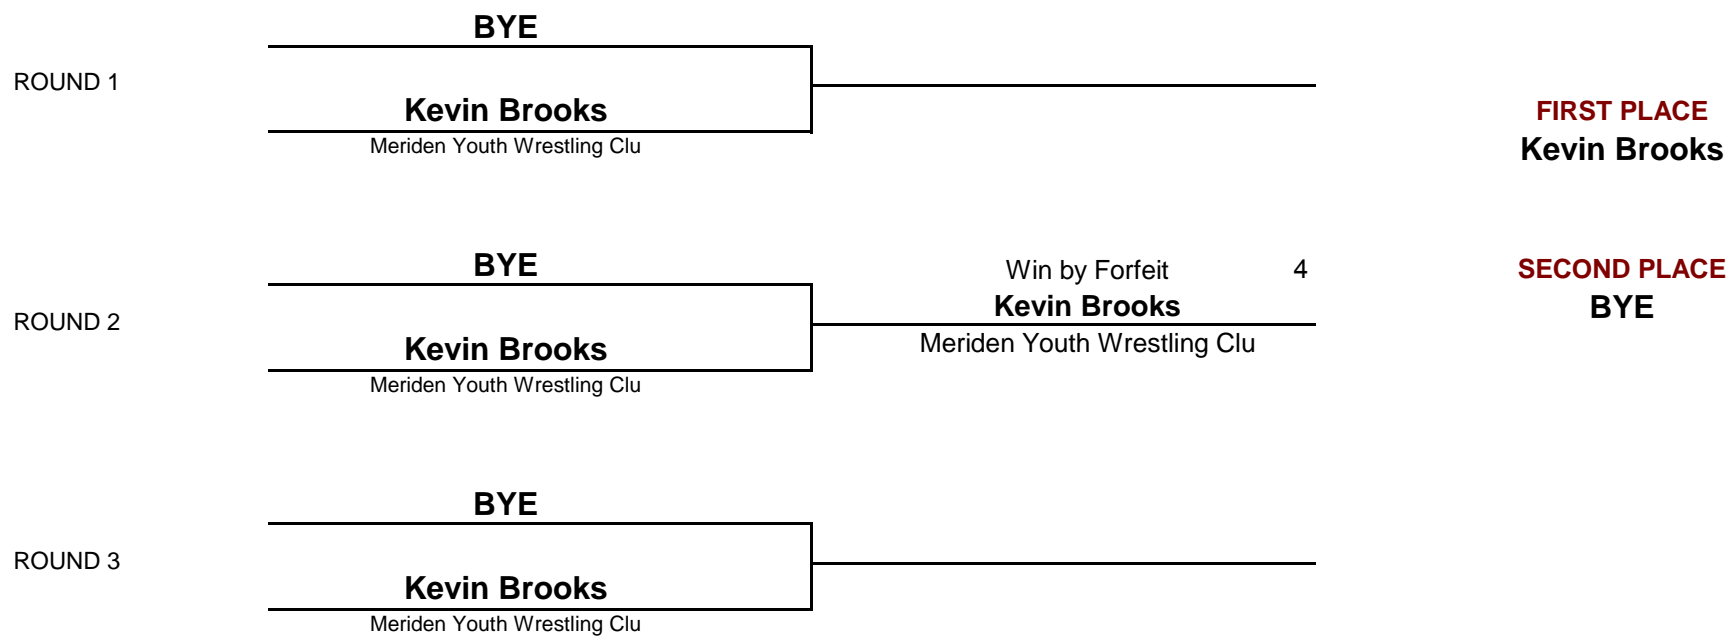 BYE
ROUND 1
Kevin Brooks
Meriden Youth Wrestling Clu
FIRST PLACE
Kevin Brooks
BYE
ROUND 2
Kevin Brooks
Meriden Youth Wrestling Clu
Win by Forfeit 4
Kevin Brooks
Meriden Youth Wrestling Clu
SECOND PLACE
BYE
BYE
ROUND 3
Kevin Brooks
Meriden Youth Wrestling Clu